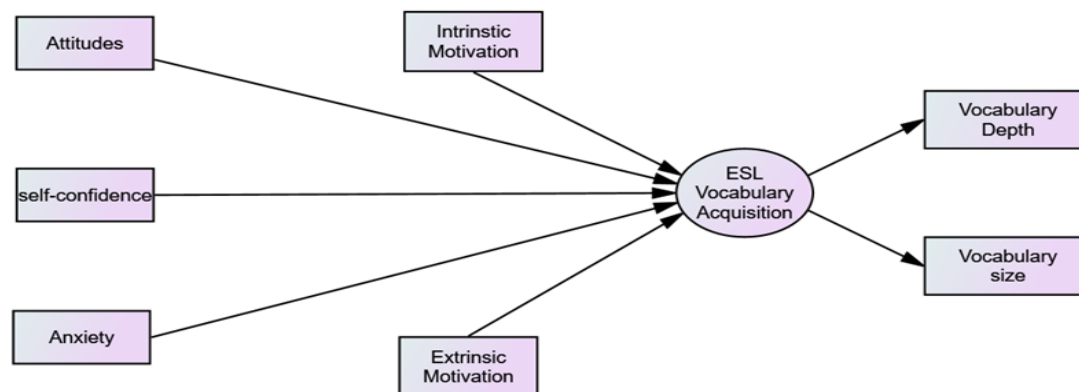 Attitudes
Intrinstic
Motivation
self-confidence
Anxiety
Extrinsic
Motivation
ESL
Vocabulary
Acquisition
Vocabulary
Depth
Vocabulary
size